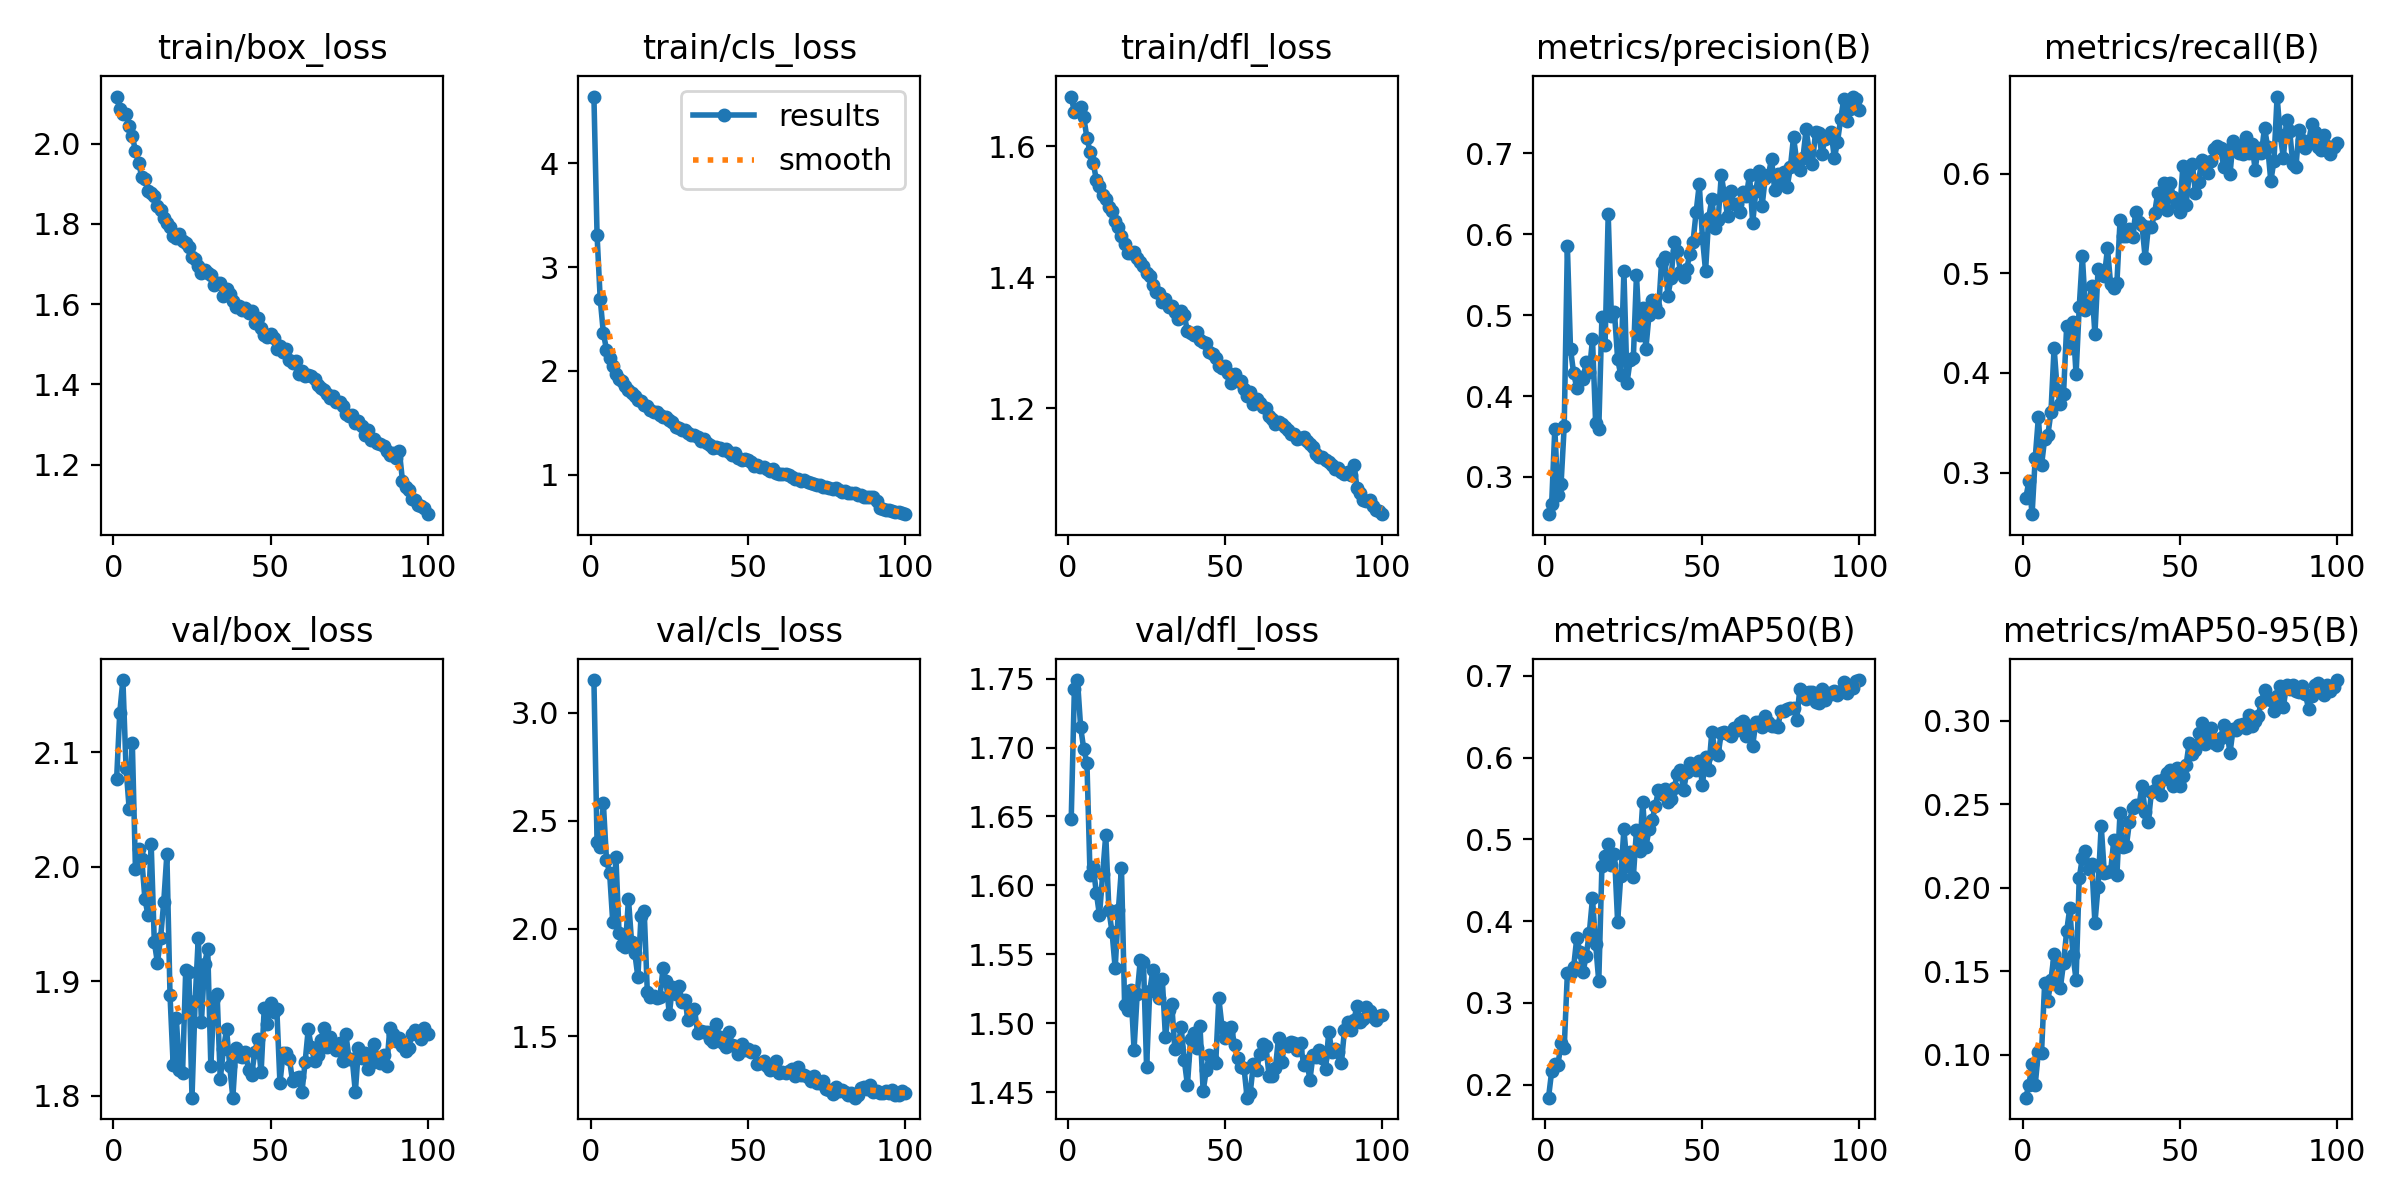 train/box_loss
train/cls_loss
train/dfl_loss
metrics/precision(B)
metrics/recall(B)
results
smooth
2.0
1.8
1.6
1.4
1.2
0 50 100
4
3
2
1
0 50 100
1.6
1.4
1.2
0 50 100
0.7
0.6
0.5
0.4
0.3
0 50 100
0.6
0.5
0.4
0.3
0 50 100
val/box_loss
val/cls_loss
val/dfl_loss
metrics/mAP50(B)
metrics/mAP50-95(B)
2.1
2.0
1.9
1.8
0 50 100
3.0
2.5
2.0
1.5
0 50 100
1.75
1.70
1.65
1.60
1.55
1.50
1.45
0 50 100
0.7
0.6
0.5
0.4
0.3
0.2
0 50 100
0.30
0.25
0.20
0.15
0.10
0 50 100